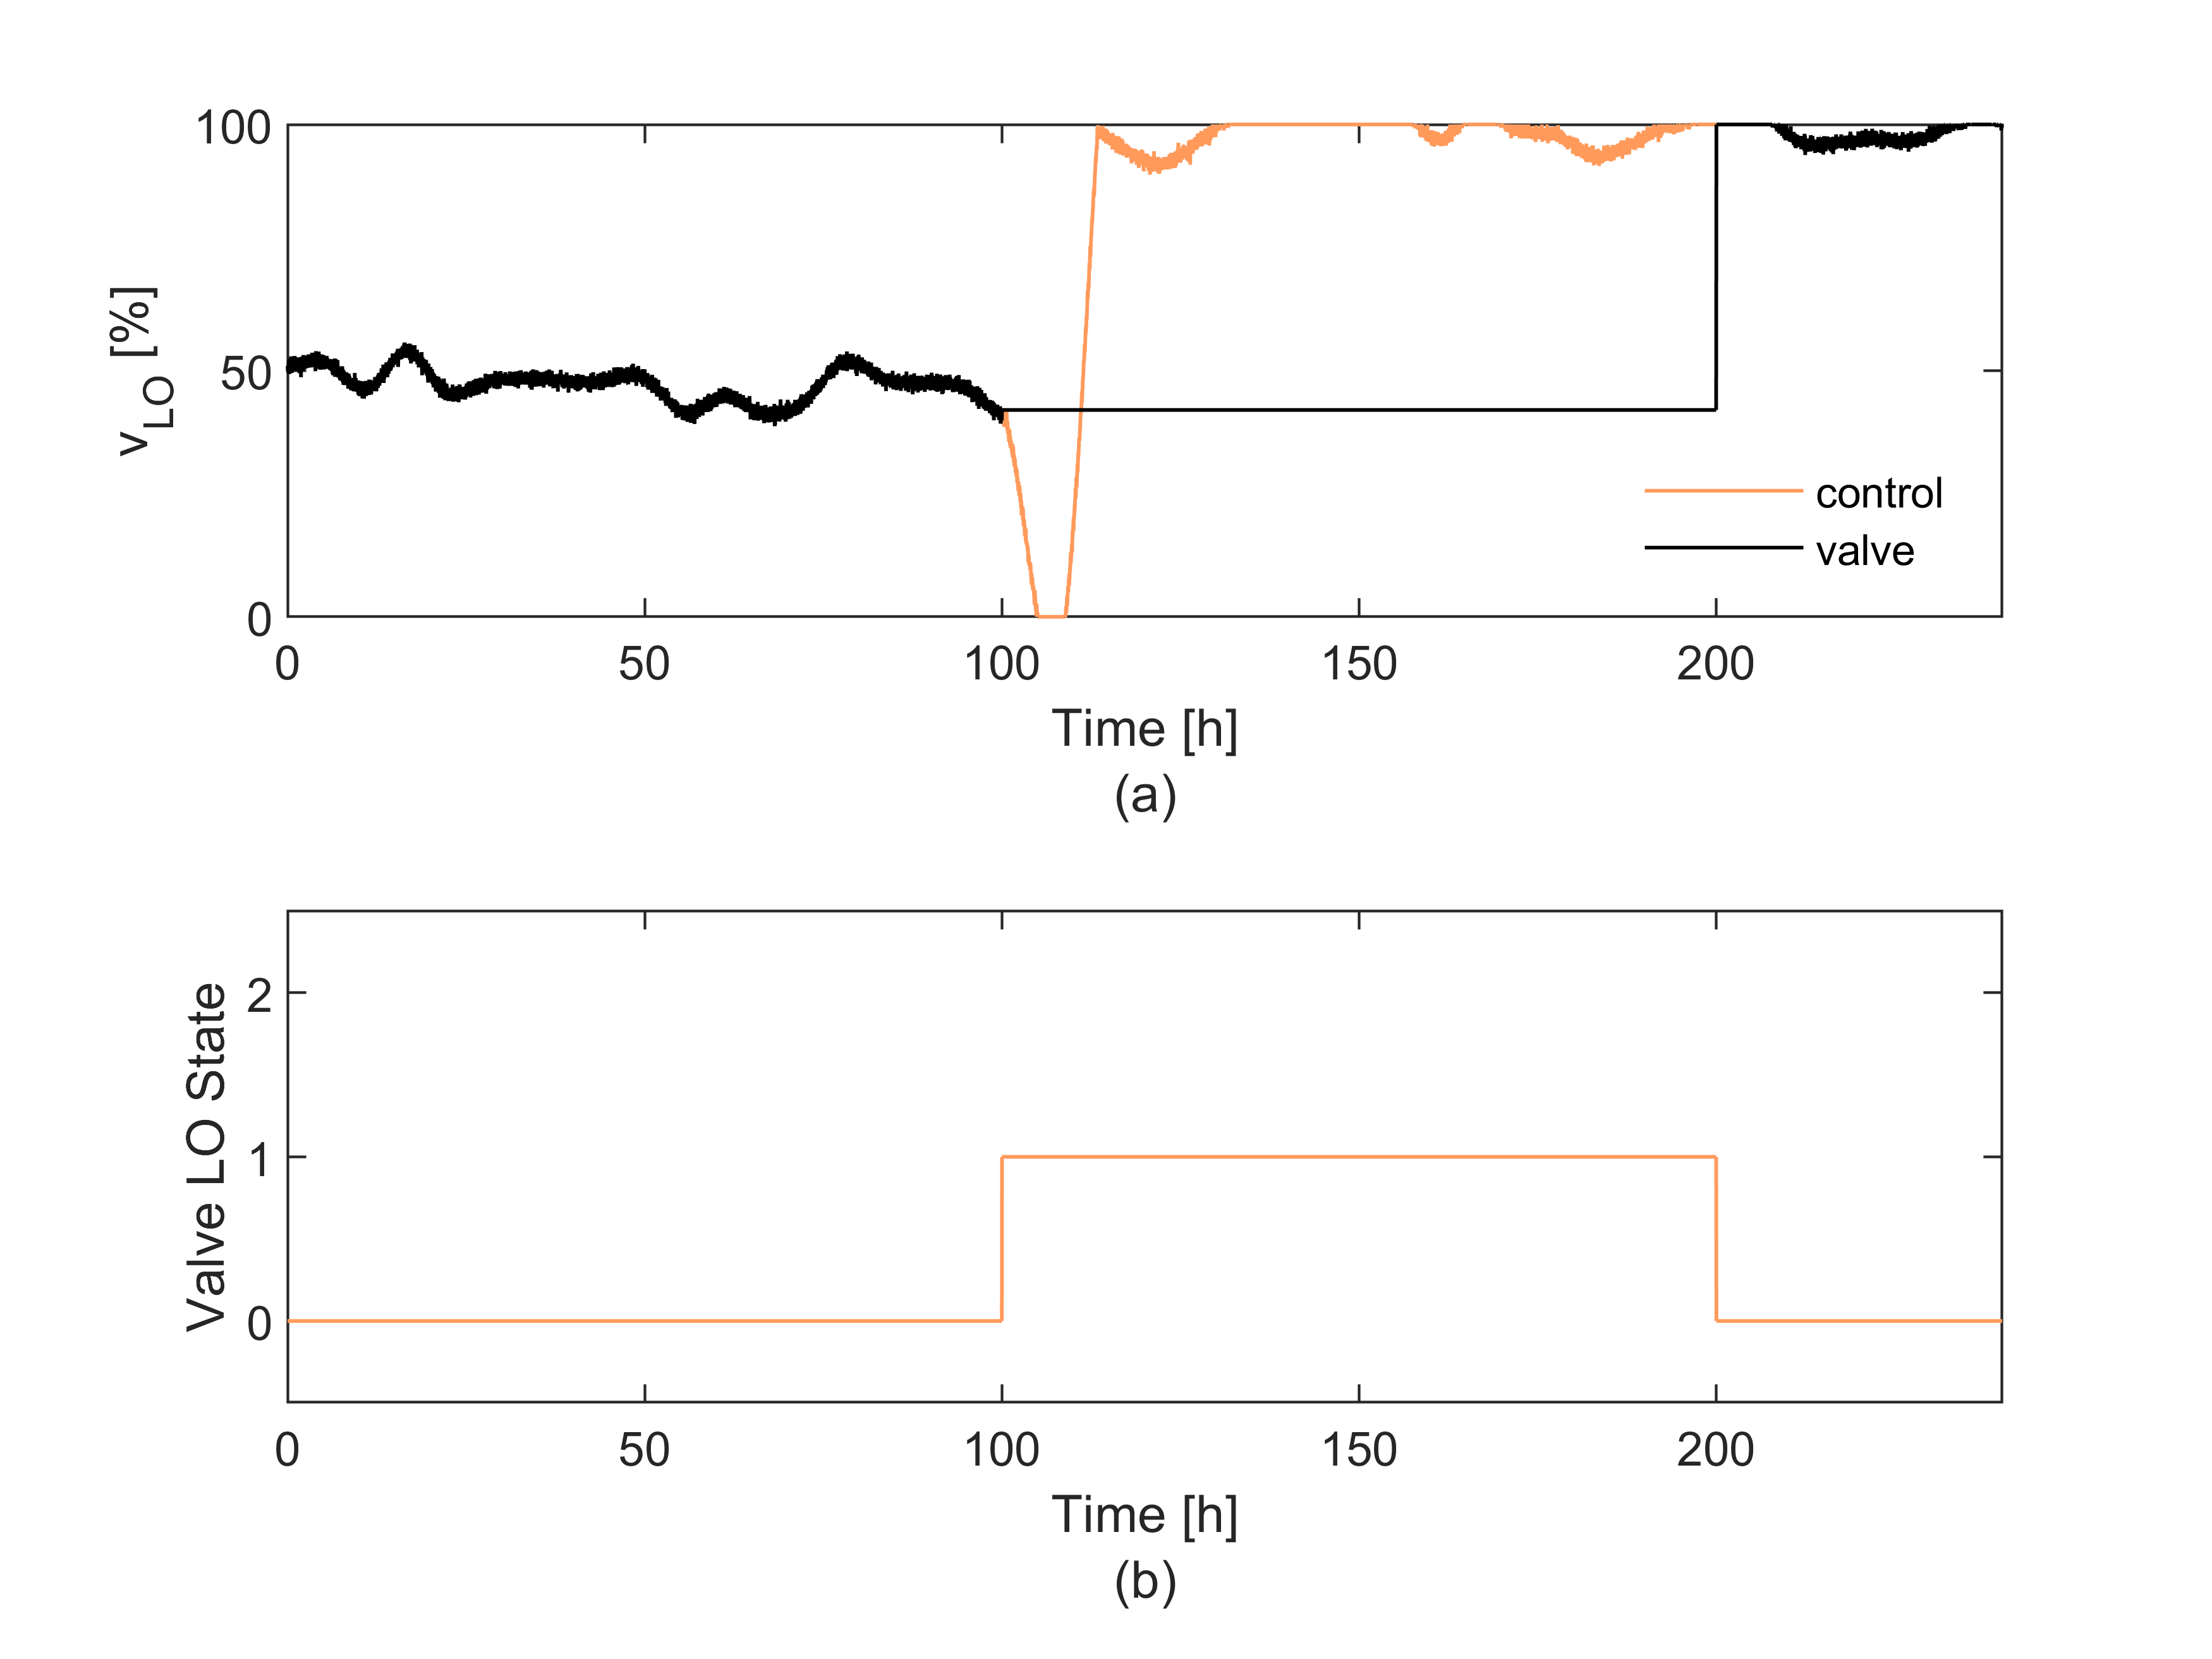 100
50
0
v_LO [%]
control
valve
0 50 100 150 200
Time [h]
(a)
2
1
0
Valve LO State
0 50 100 150 200
Time [h]
(b)